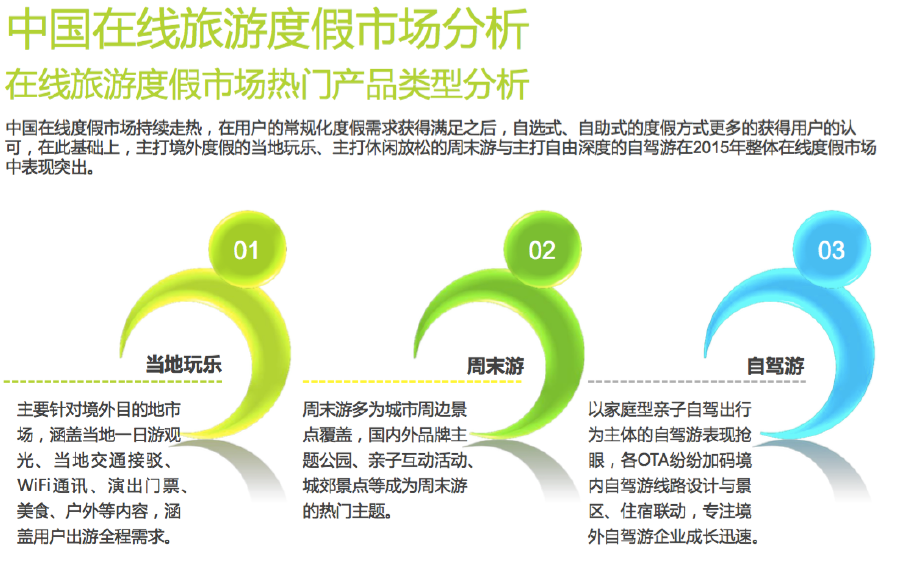 中国在线旅游度假市场分析
在线旅游度假市场热门产品类型分析
中国在线度假市场持续走热，在用户的常规化度假需求获得满足之后，自选式、自助式的度假方式更多的获得用户的认
可，在此基础上，主打境外度假的当地玩乐、主打休闲放松的周末游与主打自由深度的自驾游在2015年整体在线度假市场
中表现突出。
01
当地玩乐
主要针对境外目的地市
场，涵盖当地一日游观
光、当地交通接驳、
WiFi通讯、演出门票、
美食、户外等内容，涵
盖用户出游全程需求。
02
周末游
周末游多为城市周边景
点覆盖，国内外品牌主
题公园、亲子互动活动、
城郊景点等成为周末游
的热门主题。
03
自驾游
以家庭型亲子自驾出行
为主体的自驾游表现抢
眼，各OTA纷纷加码境
内自驾游线路设计与景
区、住宿联动，专注境
外自驾游企业成长迅速。